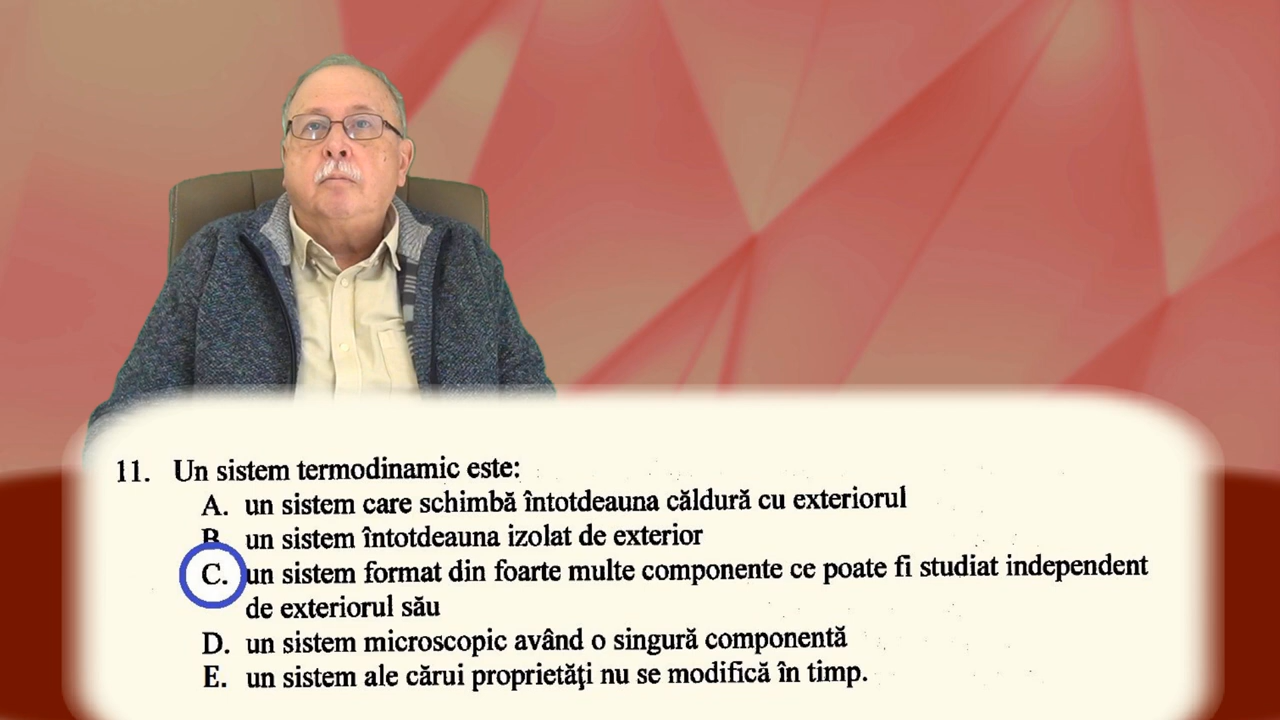 11. Un sistem termodinamic este:
A. un sistem care schimbă întotdeauna căldură cu exteriorul
B. un sistem întotdeauna izolat de exterior
C. un sistem format din foarte multe componente ce poate fi studiat independent
de exteriorul său
D. un sistem microscopic având o singură componentă
E. un sistem ale cărui proprietăţi nu se modifică în timp.